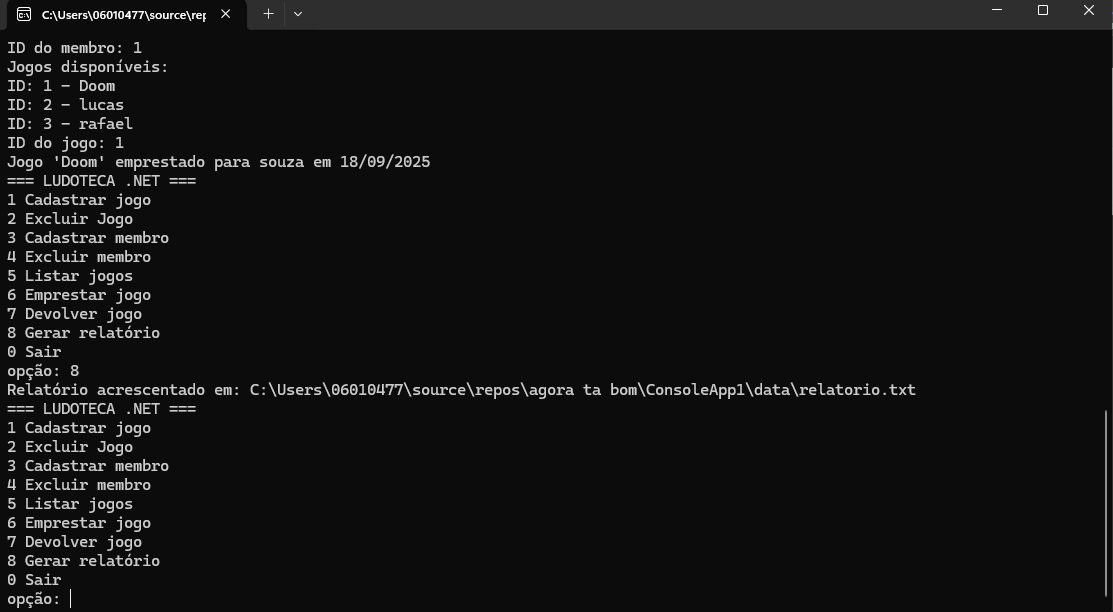 C:\Users\06010477\source\rep
ID do membro: 1
Jogos disponíveis:
ID: 1 - Doom
ID: 2 - lucas
ID: 3 - rafael
ID do jogo: 1
Jogo 'Doom' emprestado para souza em 18/09/2025
=== LUDOTECA .NET ===
1 Cadastrar jogo
2 Excluir Jogo
3 Cadastrar membro
4 Excluir membro
5 Listar jogos
6 Emprestar jogo
7 Devolver jogo
8 Gerar relatório
0 Sair
opção: 8
Relatório acrescentado em: C:\Users\06010477\source\repos\agora ta bom\ConsoleApp1\data\relatorio.txt
=== LUDOTECA .NET ===
1 Cadastrar jogo
2 Excluir Jogo
3 Cadastrar membro
4 Excluir membro
5 Listar jogos
6 Emprestar jogo
7 Devolver jogo
8 Gerar relatório
0 Sair
opção: